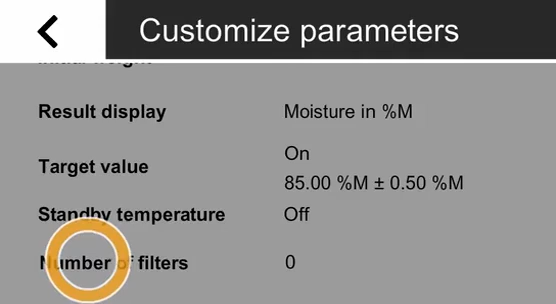 Customize parameters
Result display Moisture in %M
Target value On
85.00 %M ± 0.50 %M
Standby temperature Off
Number of filters 0